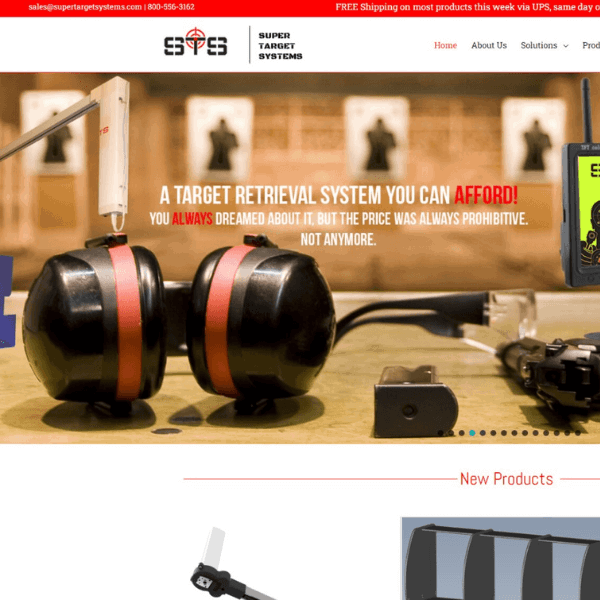 sales@supertargetsystems.com | 800-956-3162
FREE Shipping on most products this week via UPS, same day o
STS
SUPER
TARGET
SYSTEMS
Home
About Us
Solutions
Prod
A TARGET RETRIEVAL SYSTEM YOU CAN AFFORD!
YOU ALWAYS DREAMED ABOUT IT, BUT THE PRICE WAS ALWAYS PROHIBITIVE.
NOT ANYMORE.
New Products